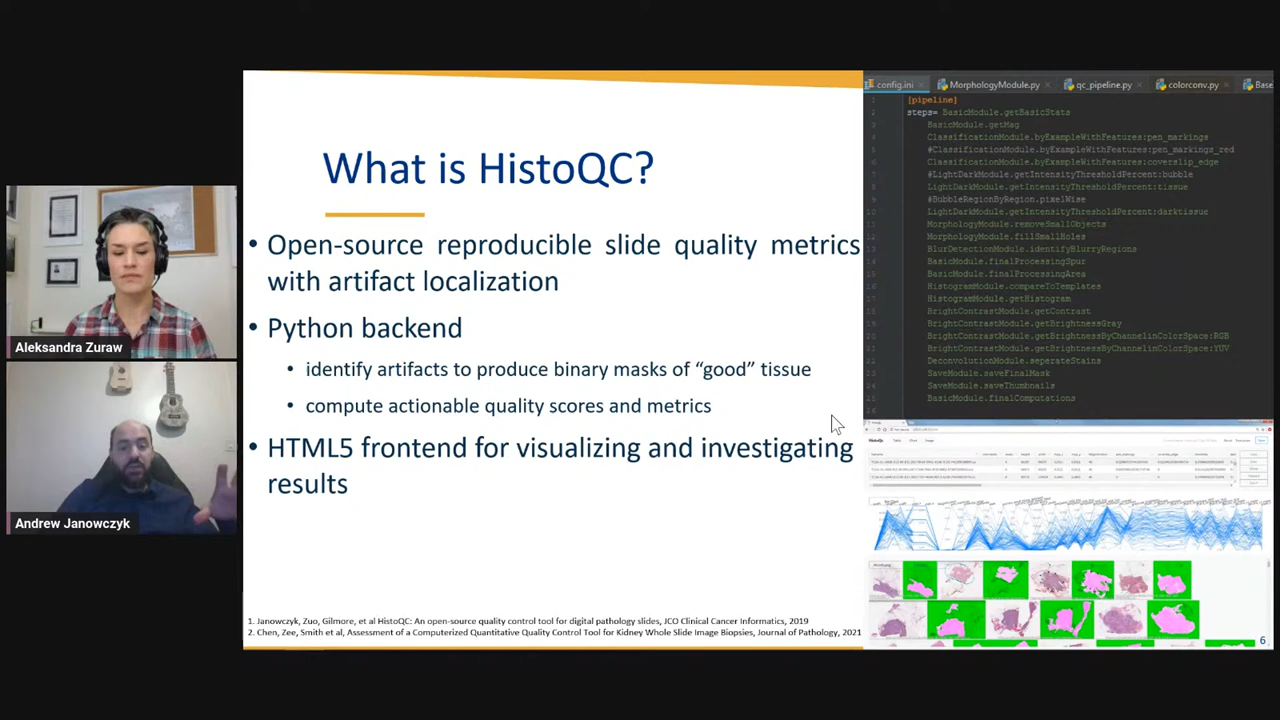 What is HistoQC?
• Open-source reproducible slide quality metrics
with artifact localization
• Python backend
• identify artifacts to produce binary masks of “good” tissue
• compute actionable quality scores and metrics
• HTML5 frontend for visualizing and investigating
results
1. Janowczyk, Zuo, Gilmore, et al HistoQC: An open-source quality control tool for digital pathology slides, JCO Clinical Cancer Informatics, 2019
2. Chen, Zee, Smith et al, Assessment of a Computerized Quantitative Quality Control Tool for Kidney Whole Slide Image Biopsies, Journal of Pathology, 2021
Aleksandra Zuraw
Andrew Janowczyk
config.ini MorphologyModule.py qc_pipeline.py colorconv.py Base
[pipeline]
steps= BasicModule.getBasicStats
BasicModule.getMag
ClassificationModule.byExampleWithFeatures:pen_markings
#ClassificationModule.byExampleWithFeatures:pen_markings_red
ClassificationModule.byExampleWithFeatures:coverslip_edge
#LightDarkModule.getIntensityThresholdPercent:bubble
LightDarkModule.getIntensityThresholdPercent:tissue
#BubbleRegionByRegion.pixelWise
LightDarkModule.getIntensityThresholdPercent:darktissue
MorphologyModule.removeSmallObjects
MorphologyModule.fillSmallHoles
BlurDetectionModule.identifyBlurryRegions
BasicModule.finalProcessingSpur
BasicModule.finalProcessingArea
HistogramModule.compareToTemplates
HistogramModule.getHistogram
BrightContrastModule.getContrast
BrightContrastModule.getBrightnessGray
BrightContrastModule.getBrightnessByChannelinColorSpace:RGB
BrightContrastModule.getBrightnessByChannelinColorSpace:YUV
DeconvolutionModule.seperateStains
SaveModule.saveFinalMask
SaveModule.saveThumbnails
BasicModule.finalComputations
HistoQC
6